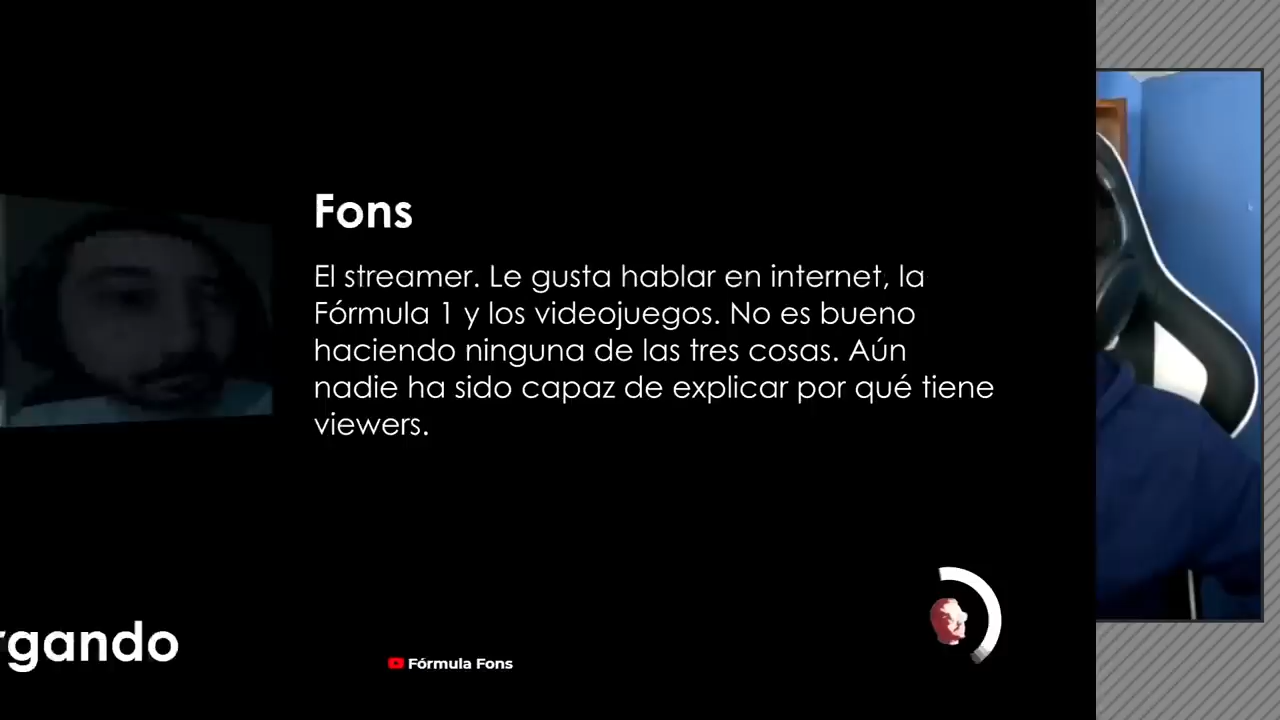 Fons
El streamer. Le gusta hablar en internet, la
Fórmula 1 y los videojuegos. No es bueno
haciendo ninguna de las tres cosas. Aún
nadie ha sido capaz de explicar por qué tiene
viewers.
rgando
Fórmula Fons